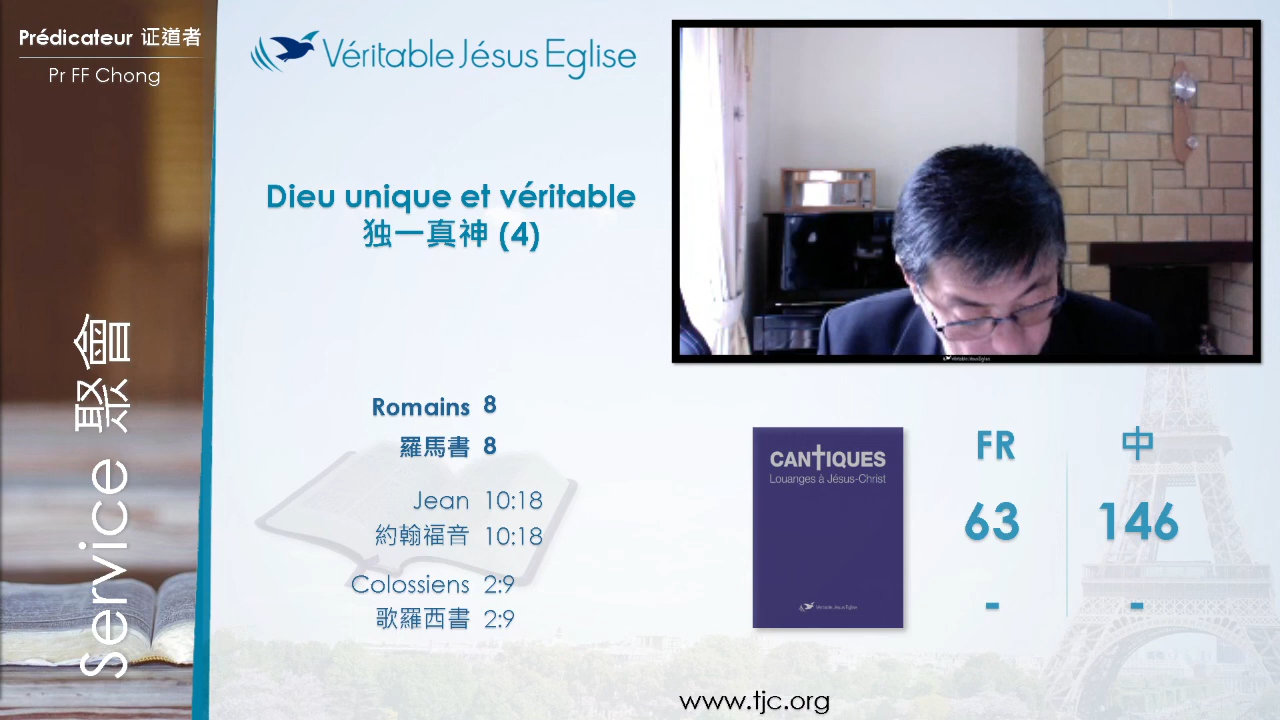 Prédicateur 证道者
Pr FF Chong
Service 聚會
Véritable Jésus Eglise
Dieu unique et véritable
独一真神 (4)
Romains 8
羅馬書 8
Jean 10:18
約翰福音 10:18
Colossiens 2:9
歌羅西書 2:9
Véritable Jésus Eglise
CANTIQUES
Louanges à Jésus-Christ
Véritable Jésus Eglise
FR 中
63 146
- -
www.tjc.org